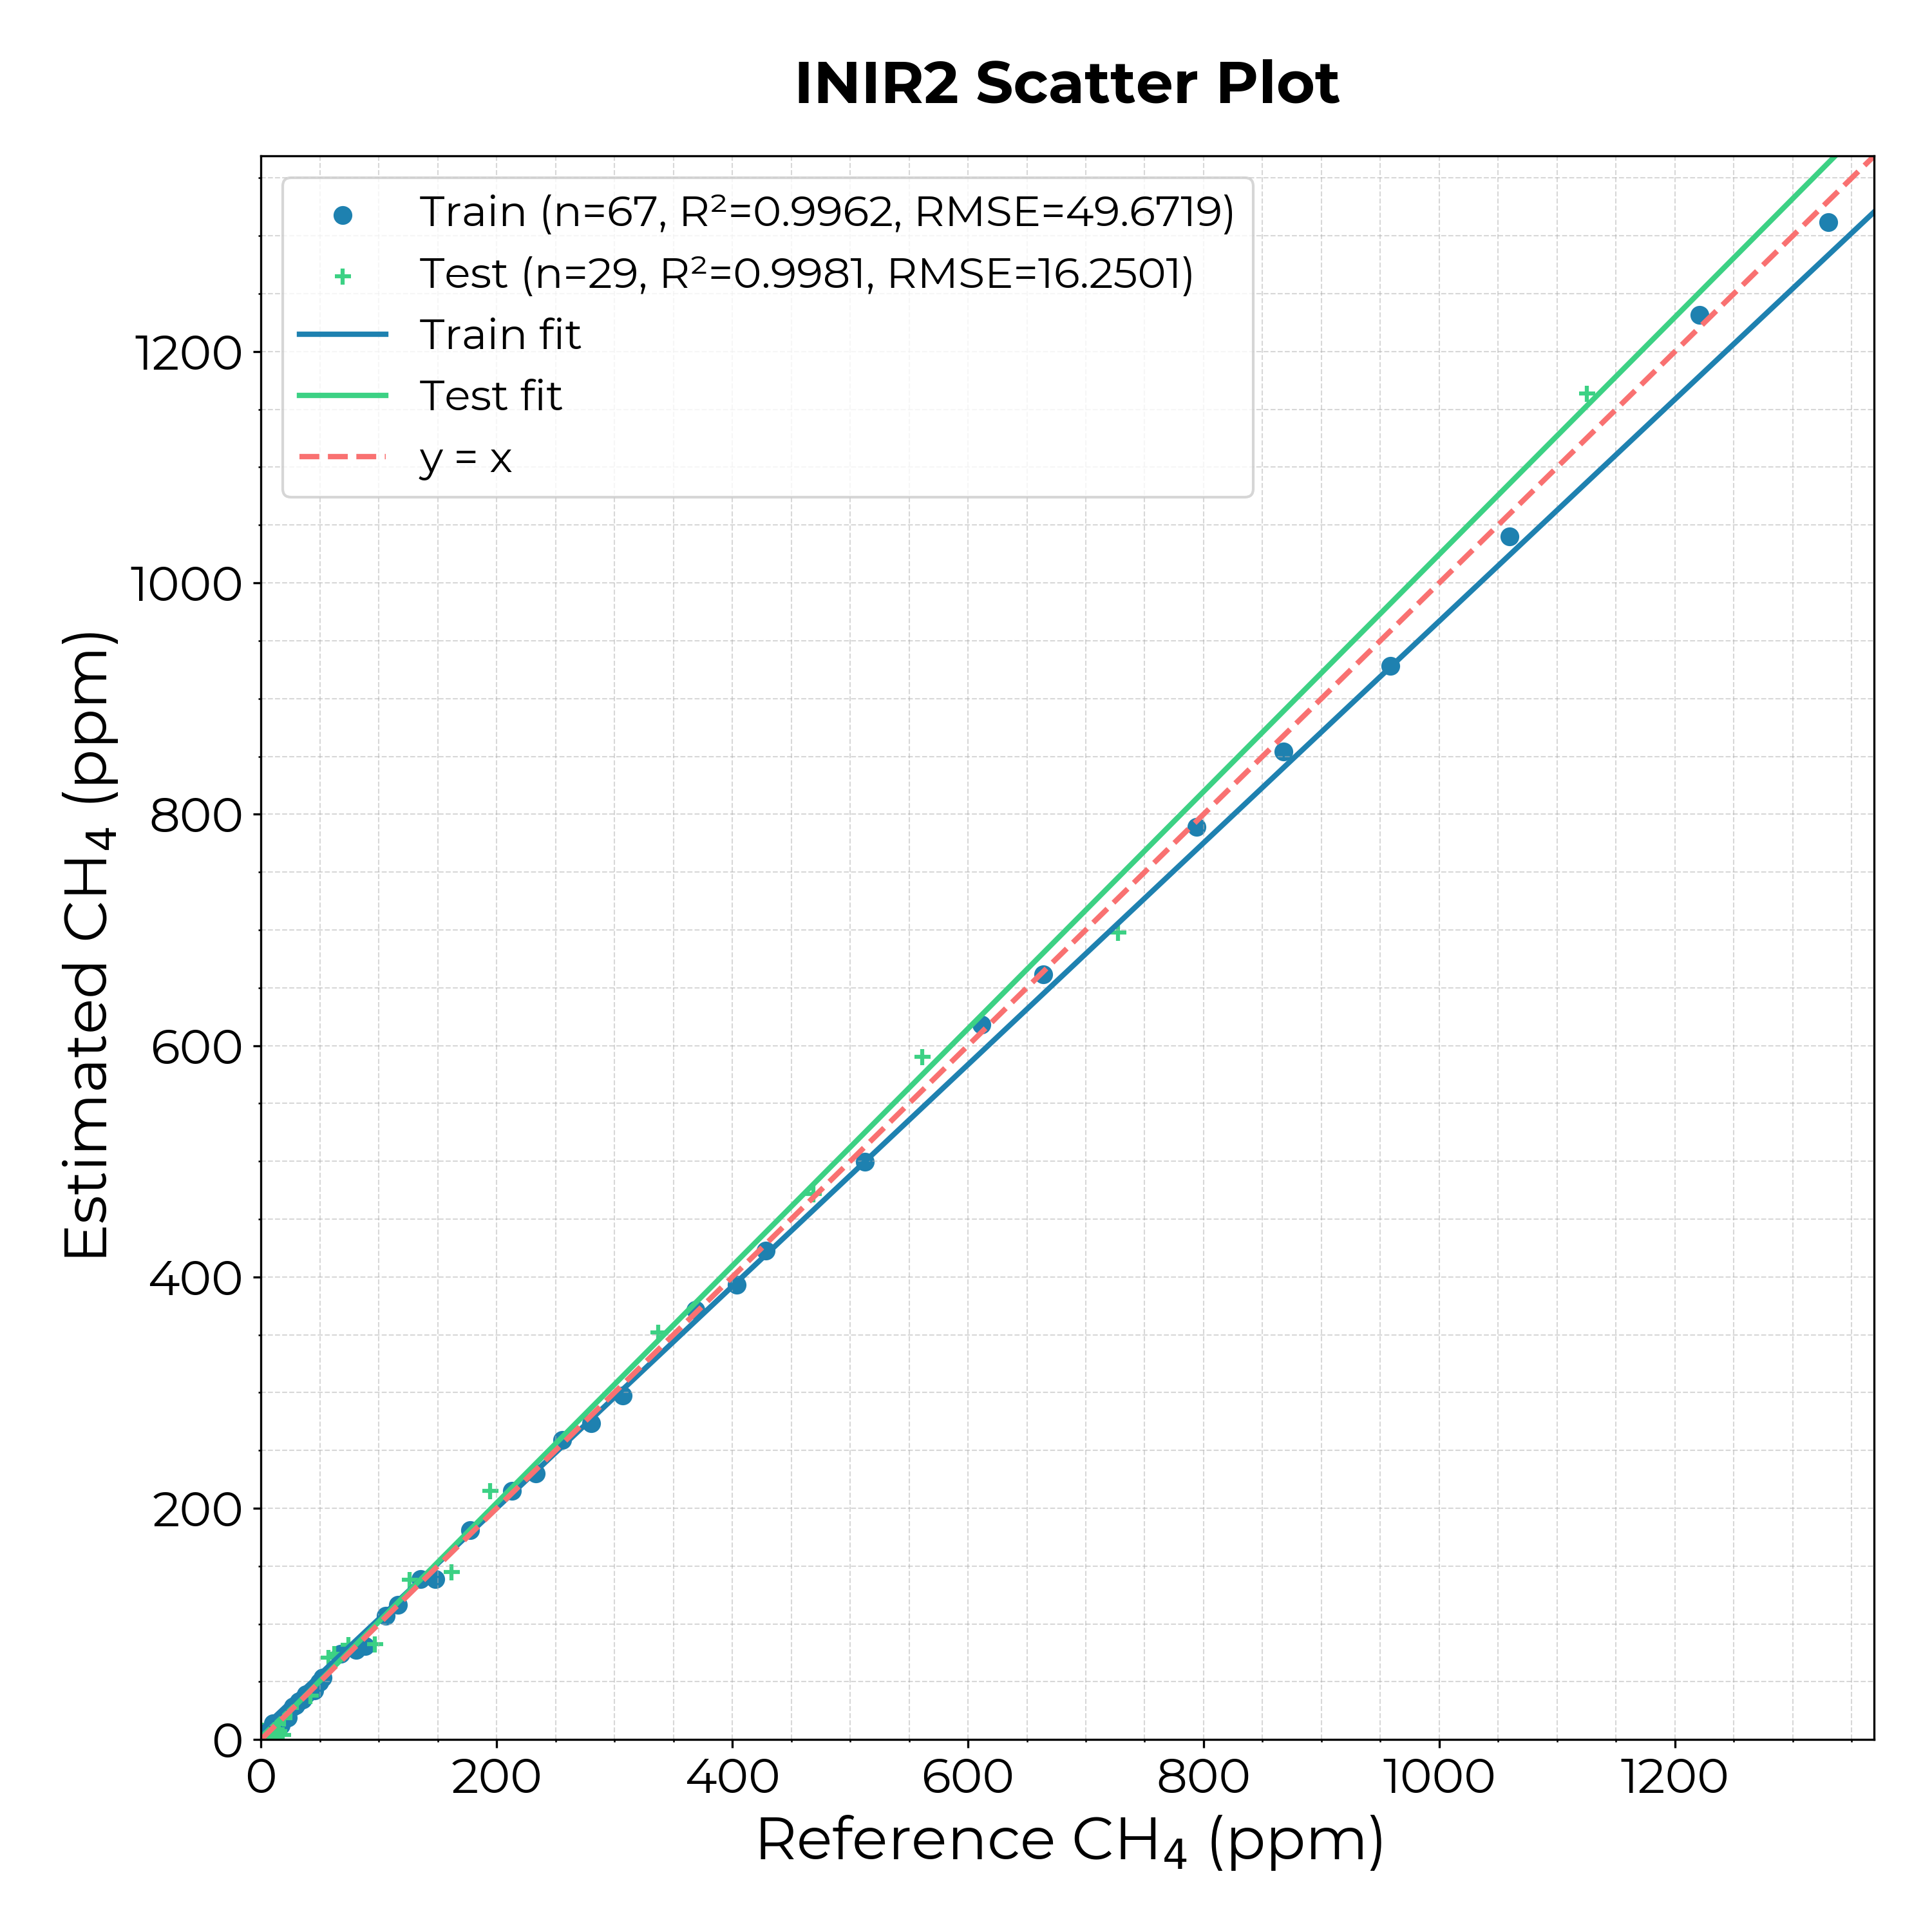 INIR2 Scatter Plot
Train (n=67, R²=0.9962, RMSE=49.6719)
Test (n=29, R²=0.9981, RMSE=16.2501)
Train fit
Test fit
y = x
1200
1000
800
600
400
200
0
Estimated CH₄ (ppm)
0 200 400 600 800 1000 1200
Reference CH₄ (ppm)